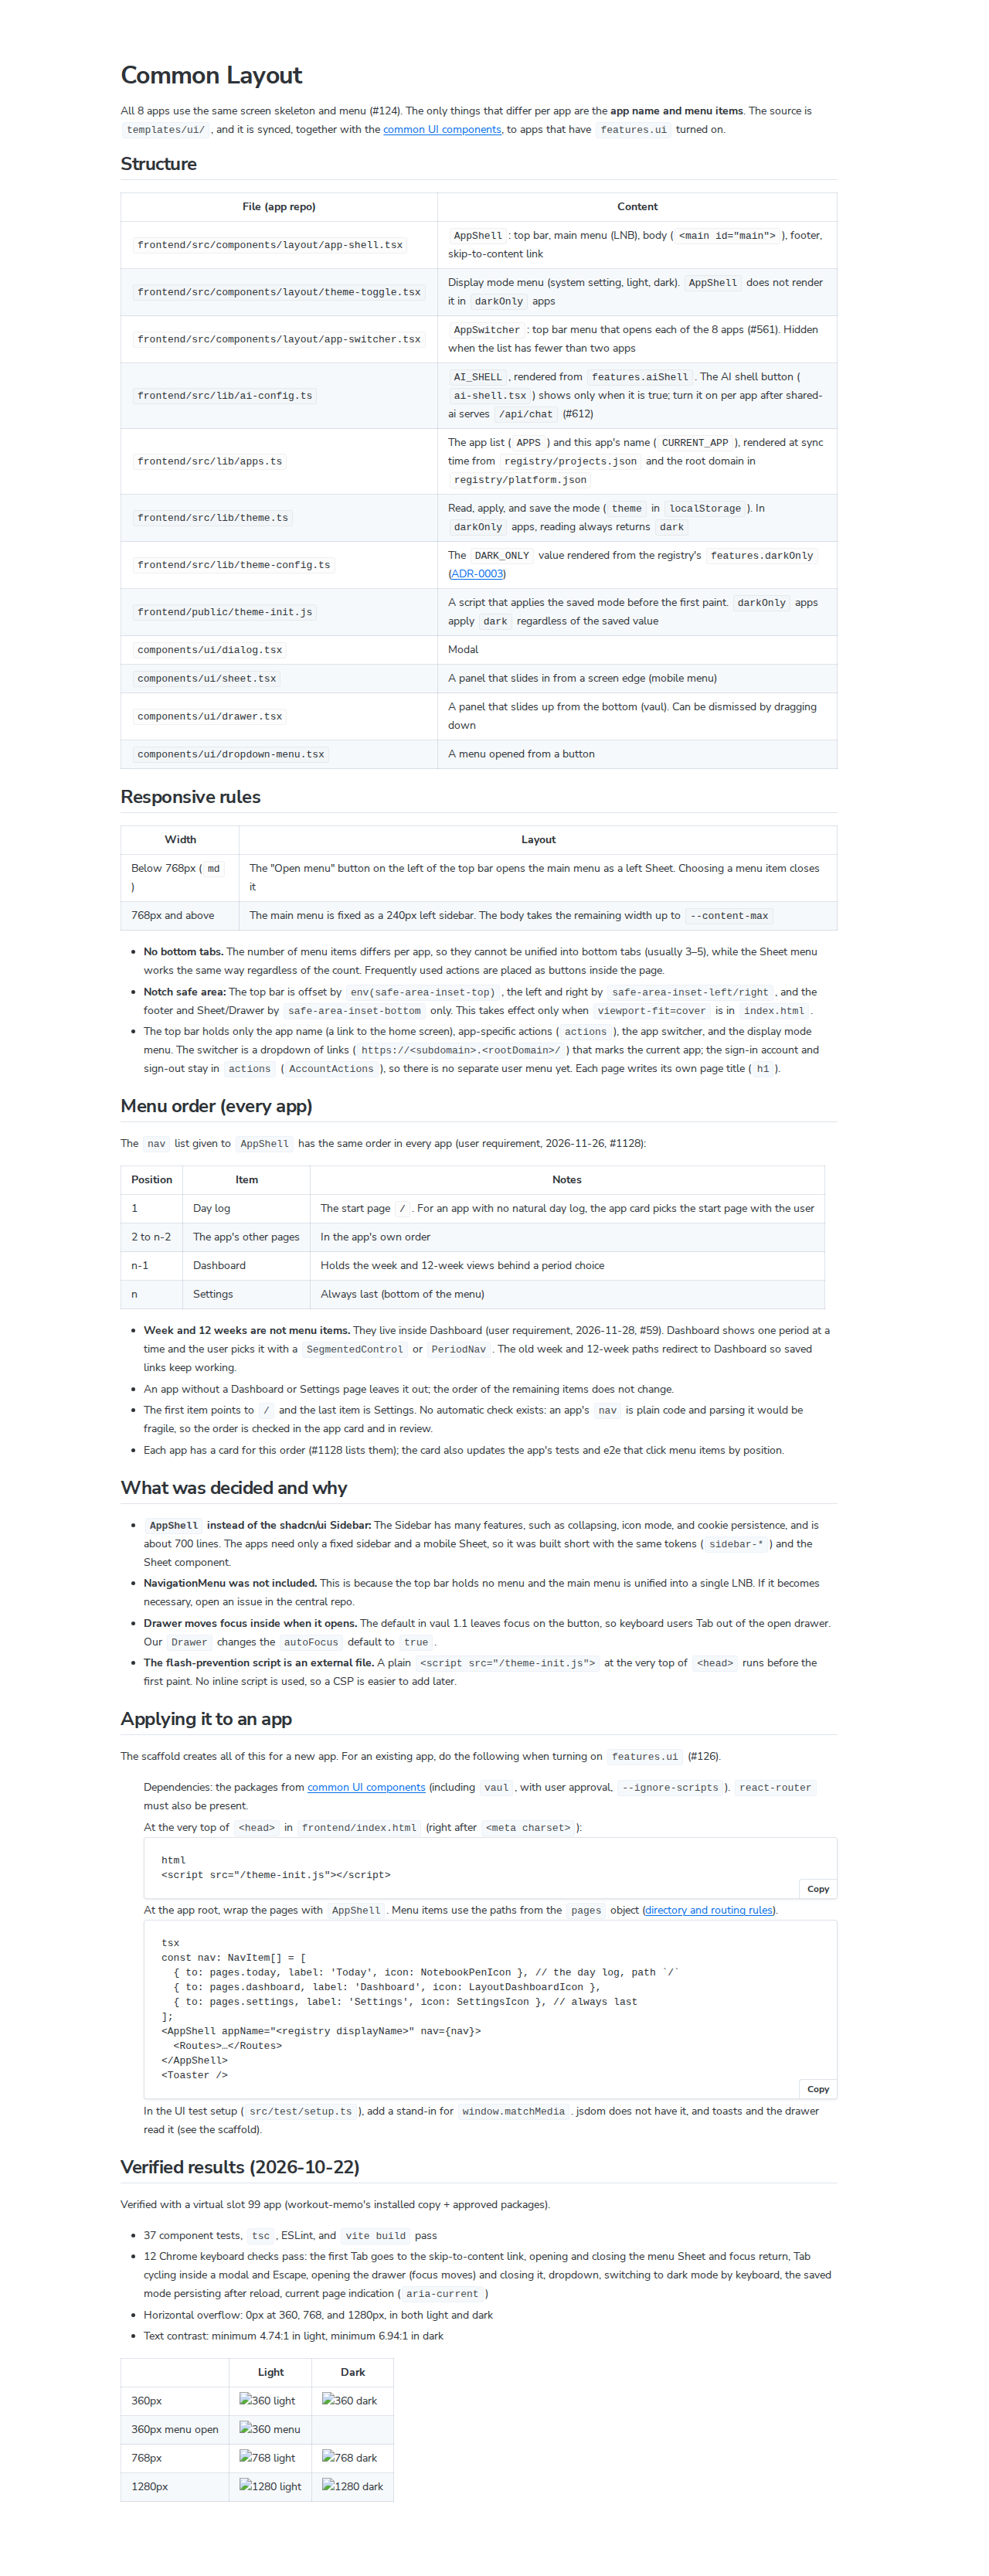 Common Layout
All 8 apps use the same screen skeleton and menu (#124). The only things that differ per app are the app name and menu items. The source is
templates/ui/ , and it is synced, together with the common UI components, to apps that have features.ui turned on.
Structure
File (app repo) Content
frontend/src/components/layout/app-shell.tsx
AppShell : top bar, main menu (LNB), body ( <main id="main"> ), footer,
skip-to-content link
frontend/src/components/layout/theme-toggle.tsx
Display mode menu (system setting, light, dark). AppShell does not render
it in darkOnly apps
frontend/src/components/layout/app-switcher.tsx
AppSwitcher : top bar menu that opens each of the 8 apps (#561). Hidden
when the list has fewer than two apps
frontend/src/lib/ai-config.ts
AI_SHELL , rendered from features.aiShell . The AI shell button (
ai-shell.tsx ) shows only when it is true; turn it on per app after shared-
ai serves /api/chat (#612)
frontend/src/lib/apps.ts
The app list ( APPS ) and this app's name ( CURRENT_APP ), rendered at sync
time from registry/projects.json and the root domain in
registry/platform.json
frontend/src/lib/theme.ts
Read, apply, and save the mode ( theme in localStorage ). In
darkOnly apps, reading always returns dark
frontend/src/lib/theme-config.ts
The DARK_ONLY value rendered from the registry's features.darkOnly
(ADR-0003)
frontend/public/theme-init.js
A script that applies the saved mode before the first paint. darkOnly apps
apply dark regardless of the saved value
components/ui/dialog.tsx Modal
components/ui/sheet.tsx A panel that slides in from a screen edge (mobile menu)
components/ui/drawer.tsx
A panel that slides up from the bottom (vaul). Can be dismissed by dragging
down
components/ui/dropdown-menu.tsx A menu opened from a button
Responsive rules
Width Layout
Below 768px ( md
)
The "Open menu" button on the left of the top bar opens the main menu as a left Sheet. Choosing a menu item closes
it
768px and above The main menu is fixed as a 240px left sidebar. The body takes the remaining width up to --content-max
• No bottom tabs. The number of menu items differs per app, so they cannot be unified into bottom tabs (usually 3–5), while the Sheet menu
works the same way regardless of the count. Frequently used actions are placed as buttons inside the page.
• Notch safe area: The top bar is offset by env(safe-area-inset-top) , the left and right by safe-area-inset-left/right , and the
footer and Sheet/Drawer by safe-area-inset-bottom only. This takes effect only when viewport-fit=cover is in index.html .
• The top bar holds only the app name (a link to the home screen), app-specific actions ( actions ), the app switcher, and the display mode
menu. The switcher is a dropdown of links ( https://<subdomain>.<rootDomain>/ ) that marks the current app; the sign-in account and
sign-out stay in actions ( AccountActions ), so there is no separate user menu yet. Each page writes its own page title ( h1 ).
Menu order (every app)
The nav list given to AppShell has the same order in every app (user requirement, 2026-11-26, #1128):
Position Item Notes
1 Day log The start page / . For an app with no natural day log, the app card picks the start page with the user
2 to n-2 The app's other pages In the app's own order
n-1 Dashboard Holds the week and 12-week views behind a period choice
n Settings Always last (bottom of the menu)
• Week and 12 weeks are not menu items. They live inside Dashboard (user requirement, 2026-11-28, #59). Dashboard shows one period at a
time and the user picks it with a SegmentedControl or PeriodNav . The old week and 12-week paths redirect to Dashboard so saved
links keep working.
• An app without a Dashboard or Settings page leaves it out; the order of the remaining items does not change.
• The first item points to / and the last item is Settings. No automatic check exists: an app's nav is plain code and parsing it would be
fragile, so the order is checked in the app card and in review.
• Each app has a card for this order (#1128 lists them); the card also updates the app's tests and e2e that click menu items by position.
What was decided and why
• AppShell instead of the shadcn/ui Sidebar: The Sidebar has many features, such as collapsing, icon mode, and cookie persistence, and is
about 700 lines. The apps need only a fixed sidebar and a mobile Sheet, so it was built short with the same tokens ( sidebar-* ) and the
Sheet component.
• NavigationMenu was not included. This is because the top bar holds no menu and the main menu is unified into a single LNB. If it becomes
necessary, open an issue in the central repo.
• Drawer moves focus inside when it opens. The default in vaul 1.1 leaves focus on the button, so keyboard users Tab out of the open drawer.
Our Drawer changes the autoFocus default to true .
• The flash-prevention script is an external file. A plain <script src="/theme-init.js"> at the very top of <head> runs before the
first paint. No inline script is used, so a CSP is easier to add later.
Applying it to an app
The scaffold creates all of this for a new app. For an existing app, do the following when turning on features.ui (#126).
Dependencies: the packages from common UI components (including vaul , with user approval, --ignore-scripts ). react-router
must also be present.
At the very top of <head> in frontend/index.html (right after <meta charset> ):
html
<script src="/theme-init.js"></script>
Copy
At the app root, wrap the pages with AppShell . Menu items use the paths from the pages object (directory and routing rules).
tsx
const nav: NavItem[] = [
{ to: pages.today, label: 'Today', icon: NotebookPenIcon }, // the day log, path `/`
{ to: pages.dashboard, label: 'Dashboard', icon: LayoutDashboardIcon },
{ to: pages.settings, label: 'Settings', icon: SettingsIcon }, // always last
];
<AppShell appName="<registry displayName>" nav={nav}>
<Routes>…</Routes>
</AppShell>
<Toaster />
Copy
In the UI test setup ( src/test/setup.ts ), add a stand-in for window.matchMedia . jsdom does not have it, and toasts and the drawer
read it (see the scaffold).
Verified results (2026-10-22)
Verified with a virtual slot 99 app (workout-memo's installed copy + approved packages).
• 37 component tests, tsc , ESLint, and vite build pass
• 12 Chrome keyboard checks pass: the first Tab goes to the skip-to-content link, opening and closing the menu Sheet and focus return, Tab
cycling inside a modal and Escape, opening the drawer (focus moves) and closing it, dropdown, switching to dark mode by keyboard, the saved
mode persisting after reload, current page indication ( aria-current )
• Horizontal overflow: 0px at 360, 768, and 1280px, in both light and dark
• Text contrast: minimum 4.74:1 in light, minimum 6.94:1 in dark
Light Dark
360px 360 light 360 dark
360px menu open 360 menu
768px 768 light 768 dark
1280px 1280 light 1280 dark